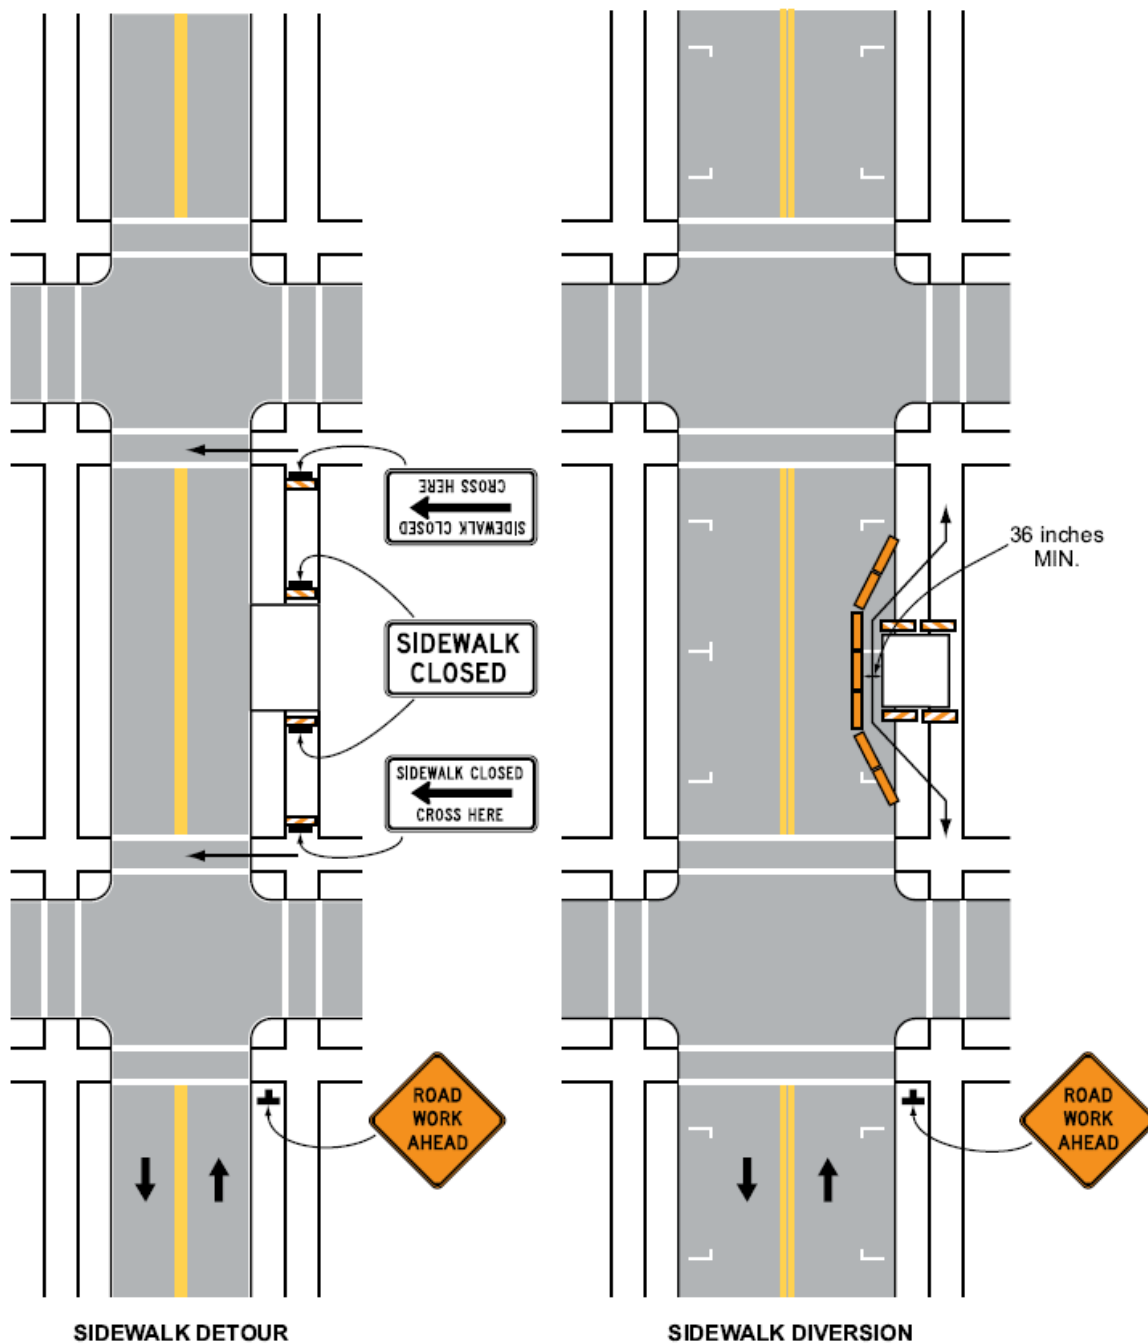 CROSS HERE
SIDEWALK CLOSED
SIDEWALK
CLOSED
SIDEWALK CLOSED
CROSS HERE
ROAD
WORK
AHEAD
SIDEWALK DETOUR
36 inches
MIN.
ROAD
WORK
AHEAD
SIDEWALK DIVERSION